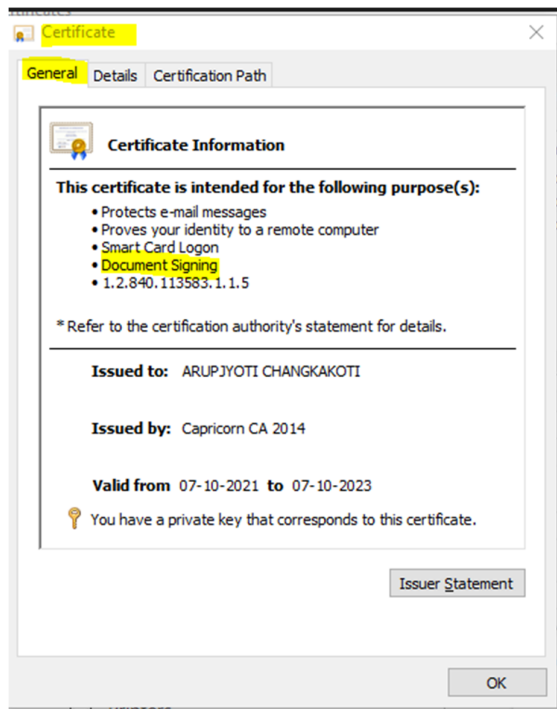 Certificate
General Details Certification Path
Certificate Information
This certificate is intended for the following purpose(s):
• Protects e-mail messages
• Proves your identity to a remote computer
• Smart Card Logon
• Document Signing
• 1.2.840.113583.1.1.5
* Refer to the certification authority's statement for details.
Issued to: ARUPJYOTI CHANGKAKOTI
Issued by: Capricorn CA 2014
Valid from 07-10-2021 to 07-10-2023
You have a private key that corresponds to this certificate.
Issuer Statement
OK